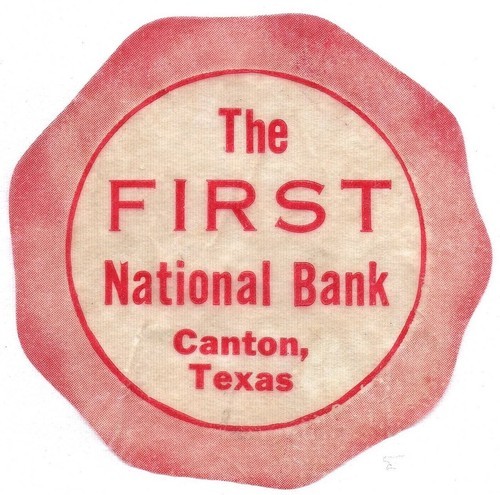 The
FIRST
National Bank
Canton,
Texas